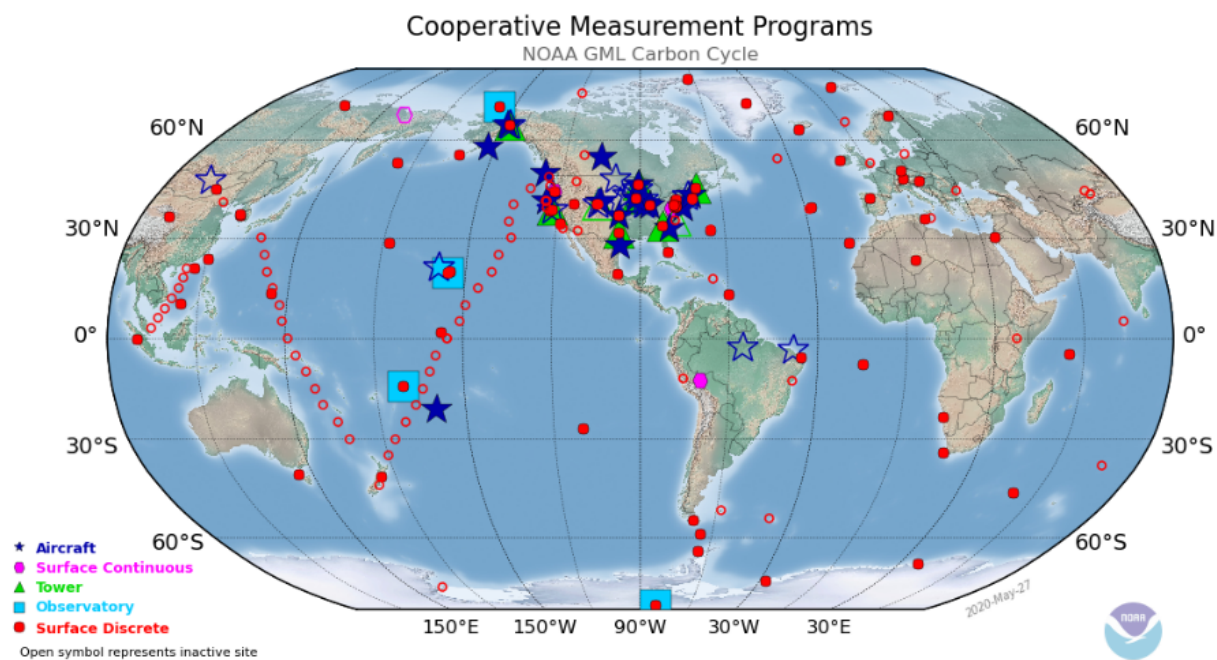 Cooperative Measurement Programs
NOAA GML Carbon Cycle
60°N
60°N
30°N
30°N
0°
0°
30°S
30°S
60°S
60°S
Aircraft
Surface Continuous
Tower
Observatory
Surface Discrete
Open symbol represents inactive site
150°E
150°W
90°W
30°W
30°E
2020-May-27
NOAA